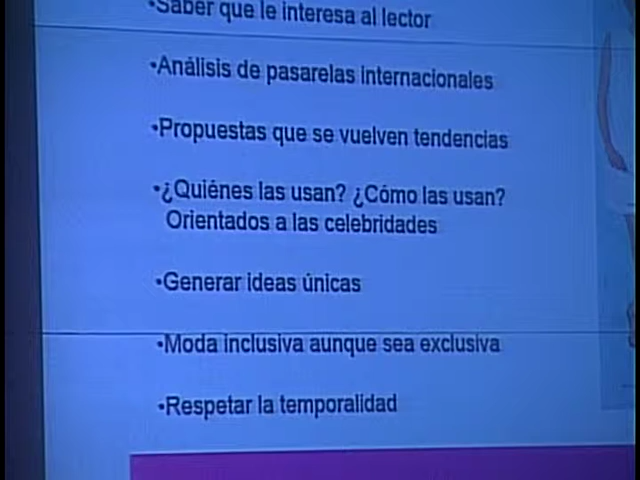 •Saber que le interesa al lector
•Análisis de pasarelas internacionales
•Propuestas que se vuelven tendencias
•¿Quiénes las usan? ¿Cómo las usan?
Orientados a las celebridades
•Generar ideas únicas
•Moda inclusiva aunque sea exclusiva
•Respetar la temporalidad